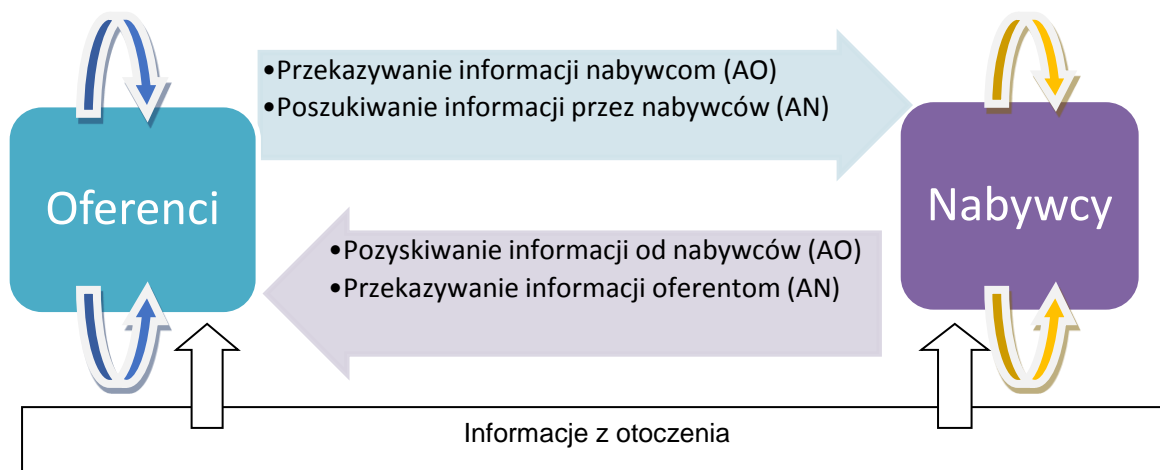 •Przekazywanie informacji nabywcom (AO)
•Poszukiwanie informacji przez nabywców (AN)
Oferenci
Nabywcy
•Pozyskiwanie informacji od nabywców (AO)
•Przekazywanie informacji oferentom (AN)
Informacje z otoczenia